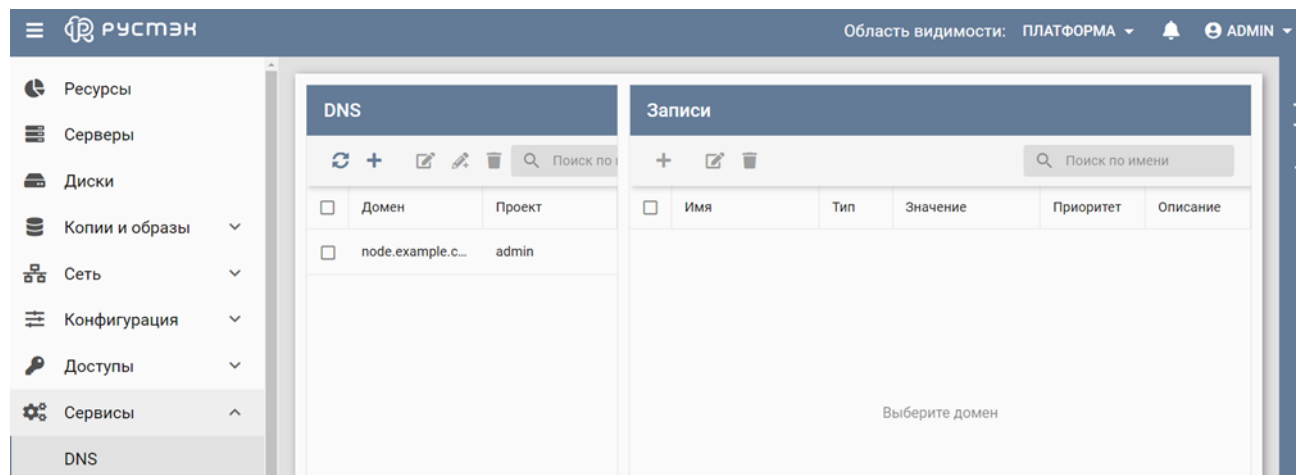 РУСТЭК
Область видимости: ПЛАТФОРМА
ADMIN
Ресурсы
Серверы
Диски
Копии и образы
Сеть
Конфигурация
Доступы
Сервисы
DNS
DNS
Поиск по
Домен Проект
node.example.c... admin
Записи
Поиск по имени
Имя Тип Значение Приоритет Описание
Выберите домен